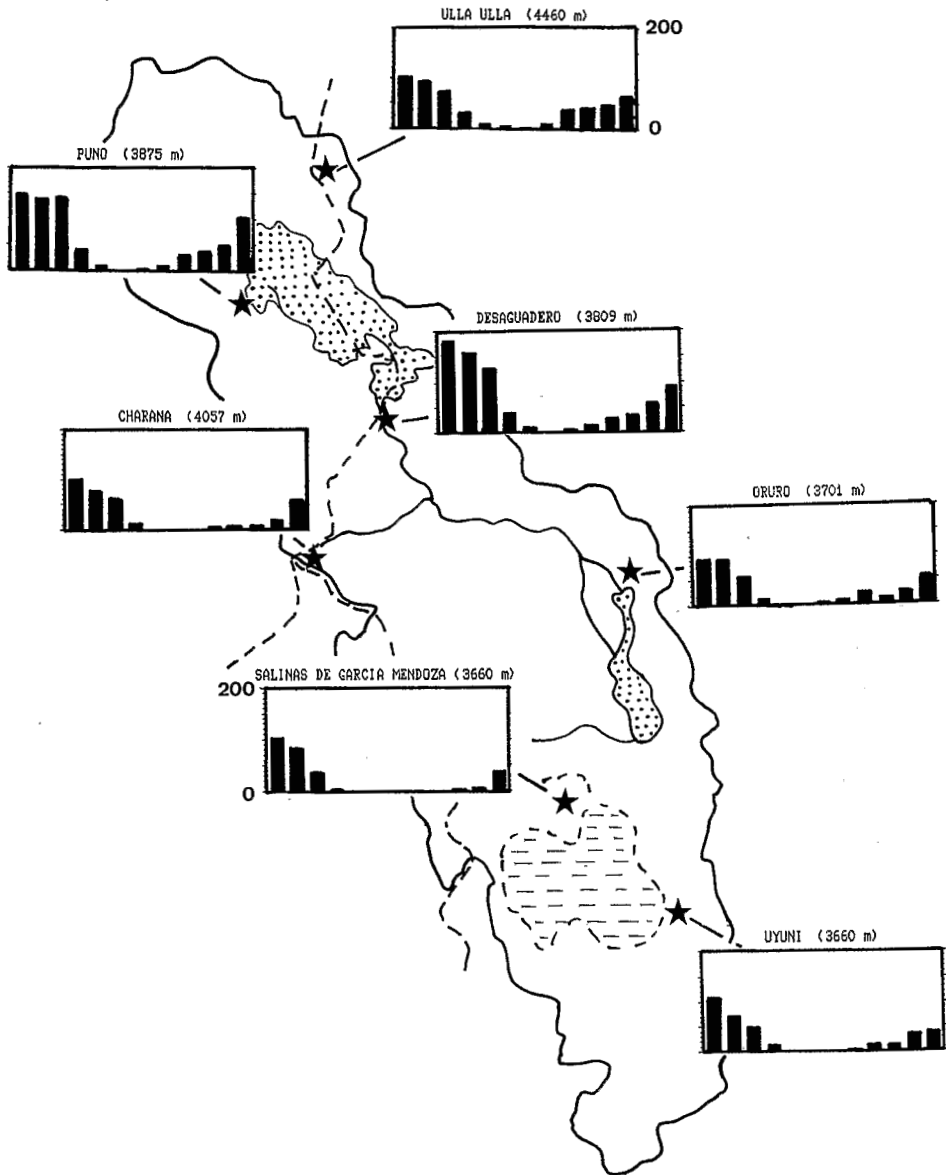 ULLA ULLA (4460 m)
200
0
PUNO (3875 m)
DESAGUADERO (3809 m)
CHARANA (4057 m)
ORURO (3701 m)
SALINAS DE GARCIA MENDOZA (3660 m)
200
0
UYUNI (3660 m)